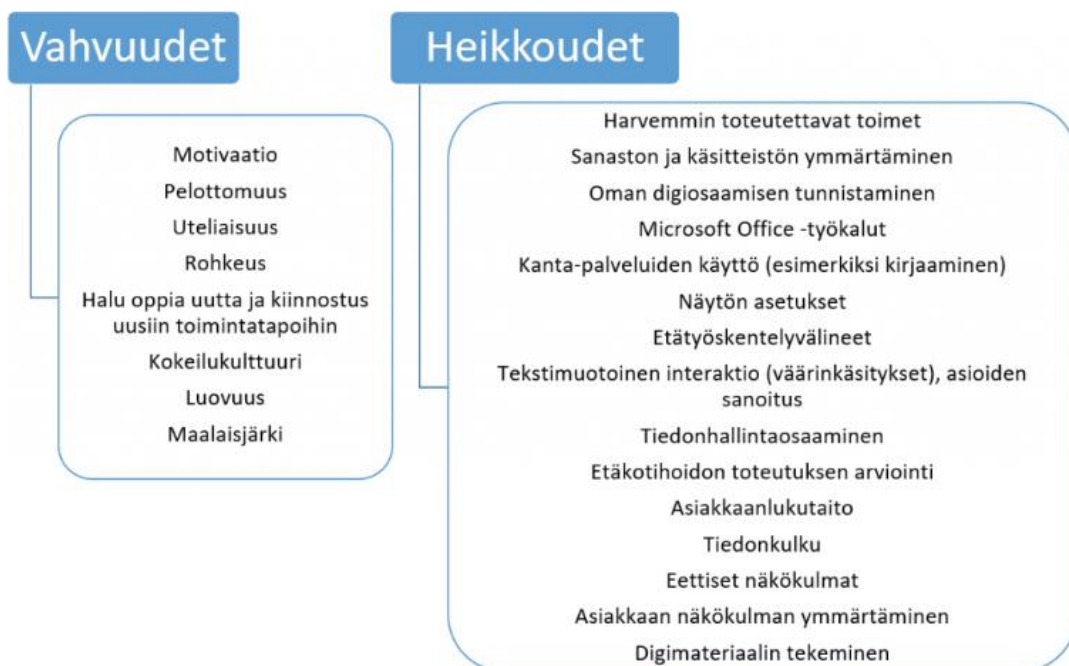 Vahvuudet
Motivaatio
Pelottomuus
Uteliaisuus
Rohkeus
Halu oppia uutta ja kiinnostus
uusiin toimintatapoihin
Kokeilukulttuuri
Luovuus
Maalaisjärki
Heikkoudet
Harvemmin toteutettavat toimet
Sanaston ja käsitteistön ymmärtäminen
Oman digiosaamisen tunnistaminen
Microsoft Office -työkalut
Kanta-palveluiden käyttö (esimerkiksi kirjaaminen)
Näytön asetukset
Etätyöskentelyvälineet
Tekstimuotoinen interaktio (väärinkäsitykset), asioiden
sanoitus
Tiedonhallintaosaaminen
Etäkotihoidon toteutuksen arviointi
Asiakkaanlukutaito
Tiedonkulku
Eettiset näkökulmat
Asiakkaan näkökulman ymmärtäminen
Digimateriaalin tekeminen